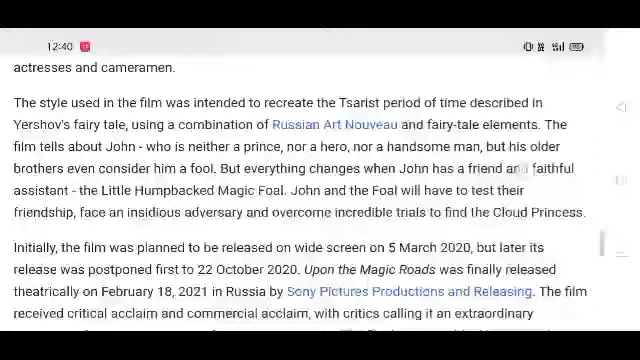 12:40
actresses and cameramen.
The style used in the film was intended to recreate the Tsarist period of time described in
Yershov's fairy tale, using a combination of Russian Art Nouveau and fairy-tale elements. The
film tells about John - who is neither a prince, nor a hero, nor a handsome man, but his older
brothers even consider him a fool. But everything changes when John has a friend and faithful
assistant - the Little Humpbacked Magic Foal. John and the Foal will have to test their
friendship, face an insidious adversary and overcome incredible trials to find the Cloud Princess.
Initially, the film was planned to be released on wide screen on 5 March 2020, but later its
release was postponed first to 22 October 2020. Upon the Magic Roads was finally released
theatrically on February 18, 2021 in Russia by Sony Pictures Productions and Releasing. The film
received critical acclaim and commercial acclaim, with critics calling it an extraordinary